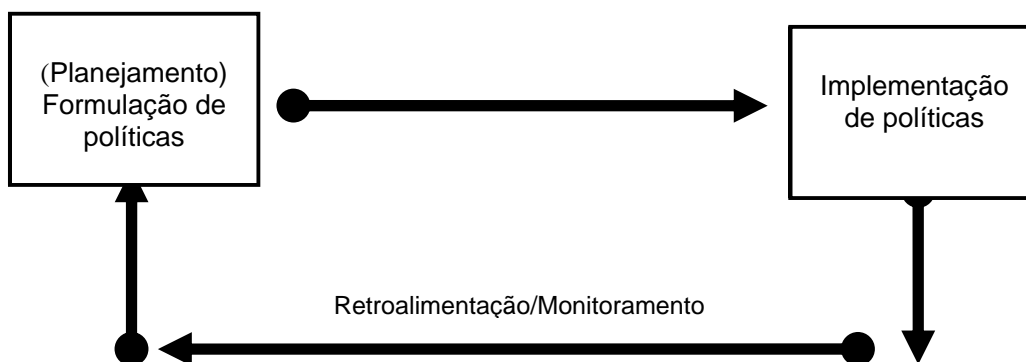 (Planejamento)
Formulação de
políticas
Implementação
de políticas
Retroalimentação/Monitoramento